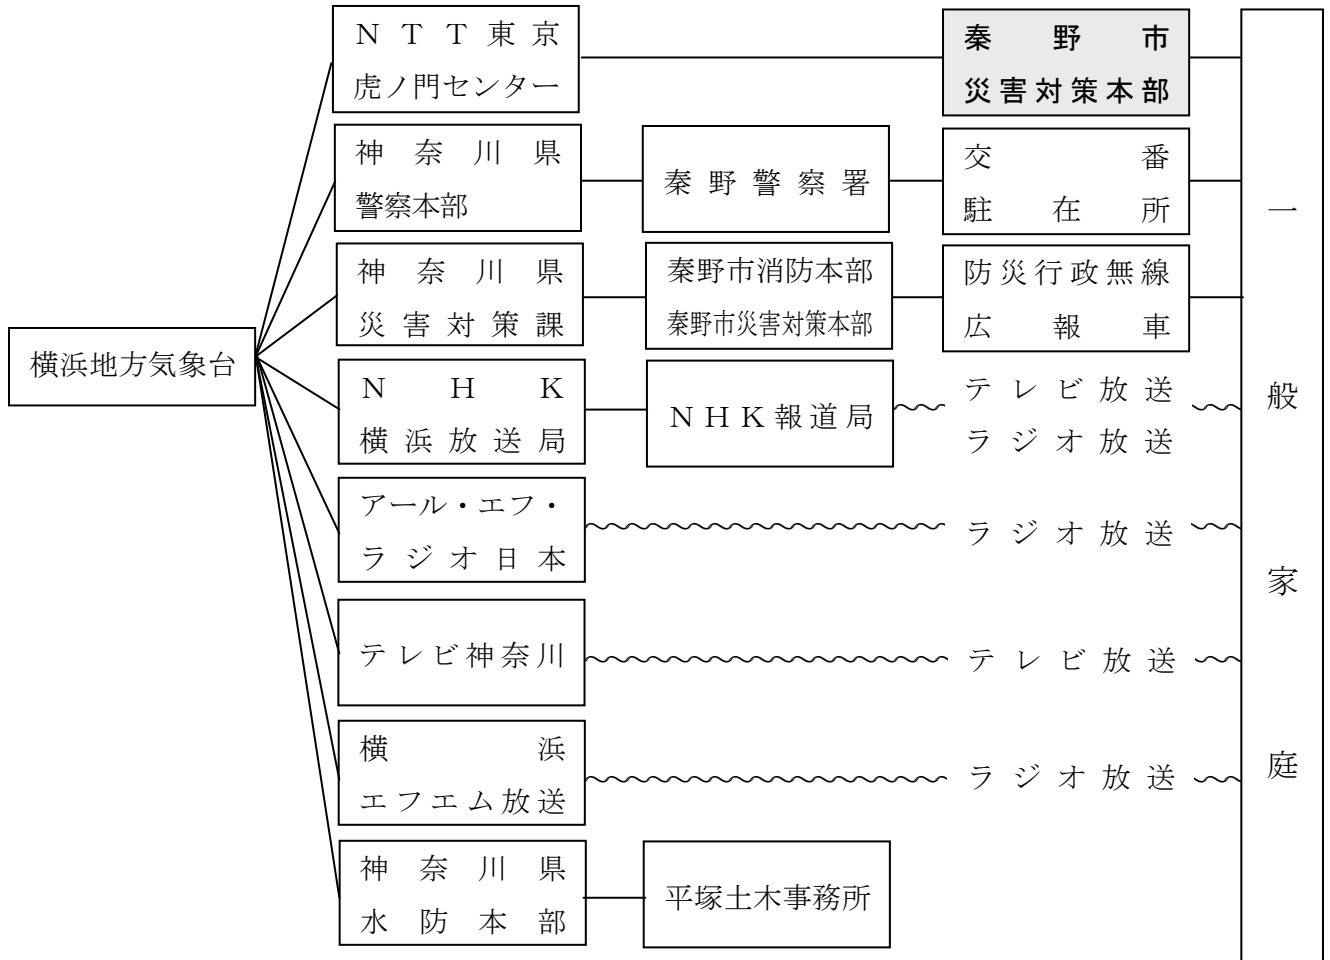 横浜地方気象台
NTT東京
虎ノ門センター
秦野市
災害対策本部
神奈川県
警察本部
秦野警察署
交番
駐在所
神奈川県
災害対策課
秦野市消防本部
秦野市災害対策本部
防災行政無線
広報車
NHK
横浜放送局
NHK報道局
テレビ放送
ラジオ放送
アール・エフ・
ラジオ日本
ラジオ放送
テレビ神奈川
テレビ放送
横浜
エフエム放送
ラジオ放送
神奈川県
水防本部
平塚土木事務所
一般家庭